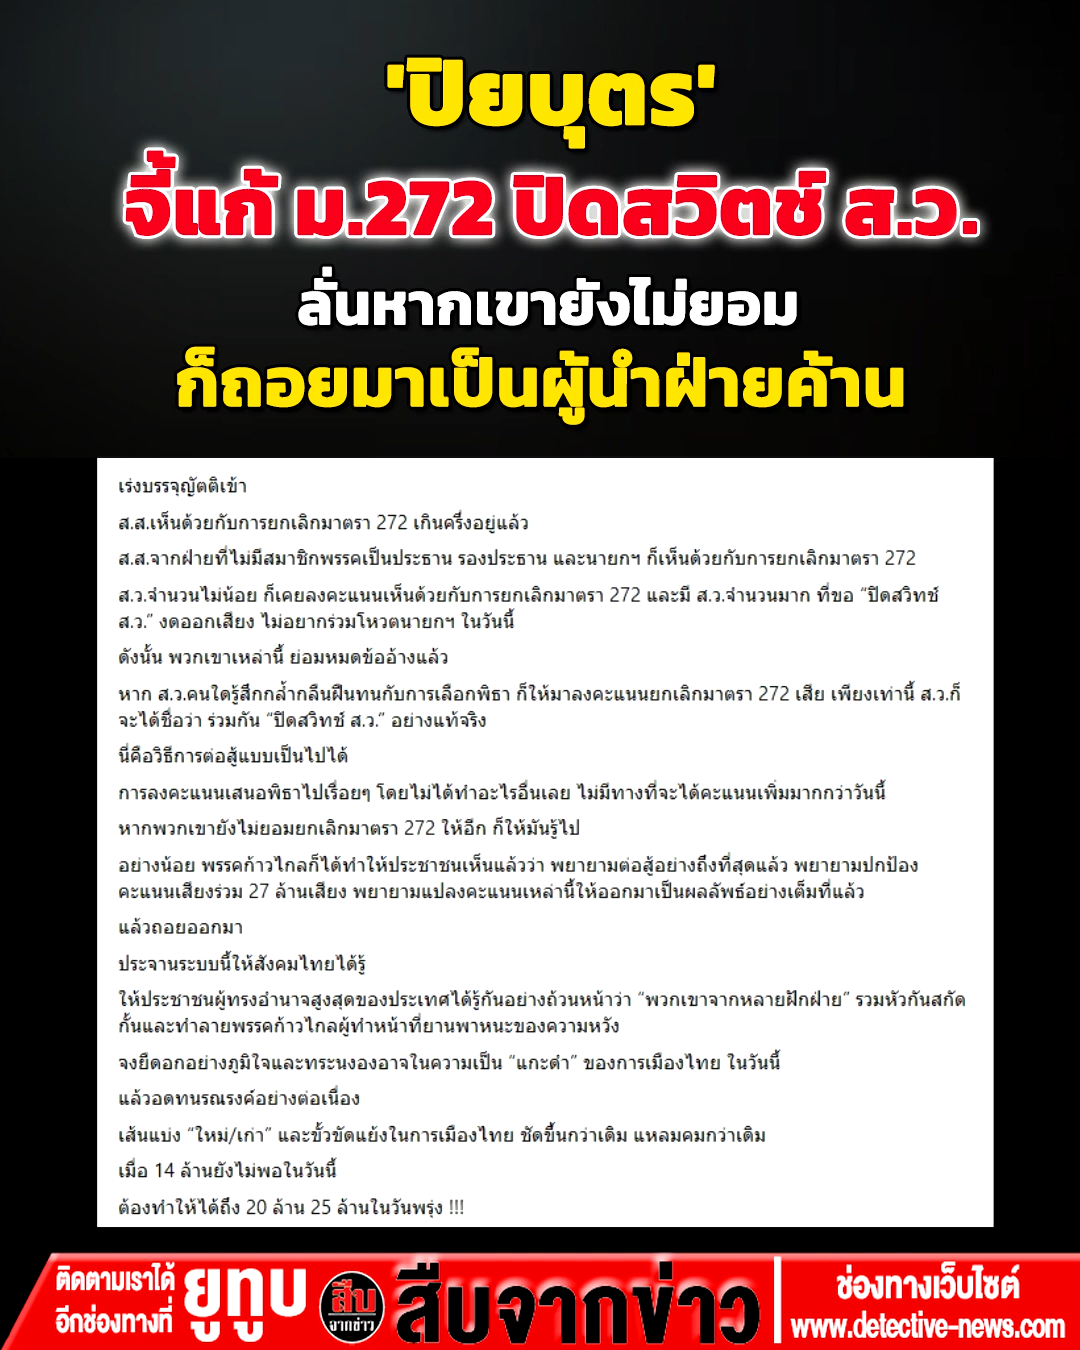 'ปิยบุตร'
จี้แก้ ม.272 ปิดสวิตช์ ส.ว.
ลั่นหากเขายังไม่ยอม
ก็ถอยมาเป็นผู้นำฝ่ายค้าน
เร่งบรรจุญัตติเข้า
ส.ส.เห็นด้วยกับการยกเลิกมาตรา 272 เกินครึ่งอยู่แล้ว
ส.ส.จากฝ่ายที่ไม่มีสมาชิกพรรคเป็นประธาน รองประธาน และนายกฯ ก็เห็นด้วยกับการยกเลิกมาตรา 272
ส.ว.จำนวนไม่น้อย ก็เคยลงคะแนนเห็นด้วยกับการยกเลิกมาตรา 272 และมี ส.ว.จำนวนมาก ที่ขอ “ปิดสวิทช์
ส.ว.” งดออกเสียง ไม่อยากร่วมโหวตนายกฯ ในวันนี้
ดังนั้น พวกเขาเหล่านี้ ย่อมหมดข้ออ้างแล้ว
หาก ส.ว.คนใดรู้สึกกล้ำกลืนฝืนทนกับการเลือกพิธา ก็ให้มาลงคะแนนยกเลิกมาตรา 272 เสีย เพียงเท่านี้ ส.ว.ก็
จะได้ชื่อว่า ร่วมกัน “ปิดสวิทช์ ส.ว.” อย่างแท้จริง
นี่คือวิธีการต่อสู้แบบเป็นไปได้
การลงคะแนนเสนอพิธาไปเรื่อยๆ โดยไม่ได้ทำอะไรอื่นเลย ไม่มีทางที่จะได้คะแนนเพิ่มมากกว่าวันนี้
หากพวกเขายังไม่ยอมยกเลิกมาตรา 272 ให้อีก ก็ให้มันรู้ไป
อย่างน้อย พรรคก้าวไกลก็ได้ทำให้ประชาชนเห็นแล้วว่า พยายามต่อสู้อย่างถึงที่สุดแล้ว พยายามปกป้อง
คะแนนเสียงร่วม 27 ล้านเสียง พยายามแปลงคะแนนเหล่านี้ให้ออกมาเป็นผลลัพธ์อย่างเต็มที่แล้ว
แล้วถอยออกมา
ประจานระบบนี้ให้สังคมไทยได้รู้
ให้ประชาชนผู้ทรงอำนาจสูงสุดของประเทศได้รู้กันอย่างถ้วนหน้าว่า “พวกเขาจากหลายฝักฝ่าย” รวมหัวกันสกัด
กั้นและทำลายพรรคก้าวไกลผู้ทำหน้าที่ยานพาหนะของความหวัง
จงยืดอกอย่างภูมิใจและทระนงองอาจในความเป็น “แกะดำ” ของการเมืองไทย ในวันนี้
แล้วอดทนรณรงค์อย่างต่อเนื่อง
เส้นแบ่ง “ใหม่/เก่า” และขั้วขัดแย้งในการเมืองไทย ชัดขึ้นกว่าเดิม แหลมคมกว่าเดิม
เมื่อ 14 ล้านยังไม่พอในวันนี้
ต้องทำให้ได้ถึง 20 ล้าน 25 ล้านในวันพรุ่ง !!!
ติดตามเราได้
อีกช่องทางที่
ยูทูบ
สืบ
จากข่าว
สืบจากข่าว
ช่องทางเว็บไซต์
www.detective-news.com